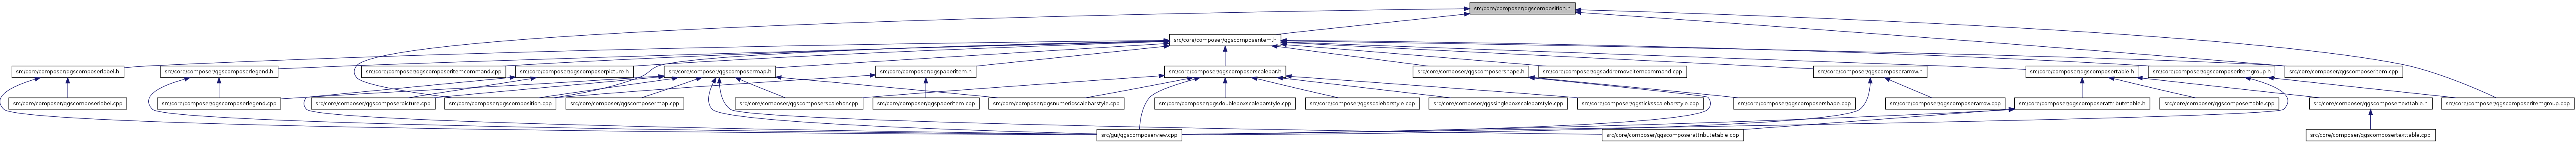 src/core/composer/qgscomposition.h
src/core/composer/qgscomposeritem.h
src/core/composer/qgscomposerlabel.h
src/core/composer/qgscomposerlegend.h
src/core/composer/qgscomposeritemcommand.cpp
src/core/composer/qgscomposerpicture.h
src/core/composer/qgscomposermap.h
src/core/composer/qgspaperitem.h
src/core/composer/qgscomposerscalebar.h
src/core/composer/qgscomposershape.h
src/core/composer/qgsaddremoveitemcommand.cpp
src/core/composer/qgscomposerarrow.h
src/core/composer/qgscomposertable.h
src/core/composer/qgscomposeritemgroup.h
src/core/composer/qgscomposeritem.cpp
src/core/composer/qgscomposerlabel.cpp
src/core/composer/qgscomposerlegend.cpp
src/core/composer/qgscomposerpicture.cpp
src/core/composer/qgscomposition.cpp
src/core/composer/qgscomposermap.cpp
src/core/composer/qgscomposerscalebar.cpp
src/core/composer/qgspaperitem.cpp
src/core/composer/qgsnumericscalebarstyle.cpp
src/core/composer/qgsdoubleboxscalebarstyle.cpp
src/core/composer/qgsscalebarstyle.cpp
src/core/composer/qgssingleboxscalebarstyle.cpp
src/core/composer/qgsticksscalebarstyle.cpp
src/core/composer/qgscomposershape.cpp
src/core/composer/qgscomposerarrow.cpp
src/core/composer/qgscomposerattributetable.h
src/core/composer/qgscomposertable.cpp
src/core/composer/qgscomposertexttable.h
src/core/composer/qgscomposeritemgroup.cpp
src/gui/qgscomposerview.cpp
src/core/composer/qgscomposerattributetable.cpp
src/core/composer/qgscomposertexttable.cpp